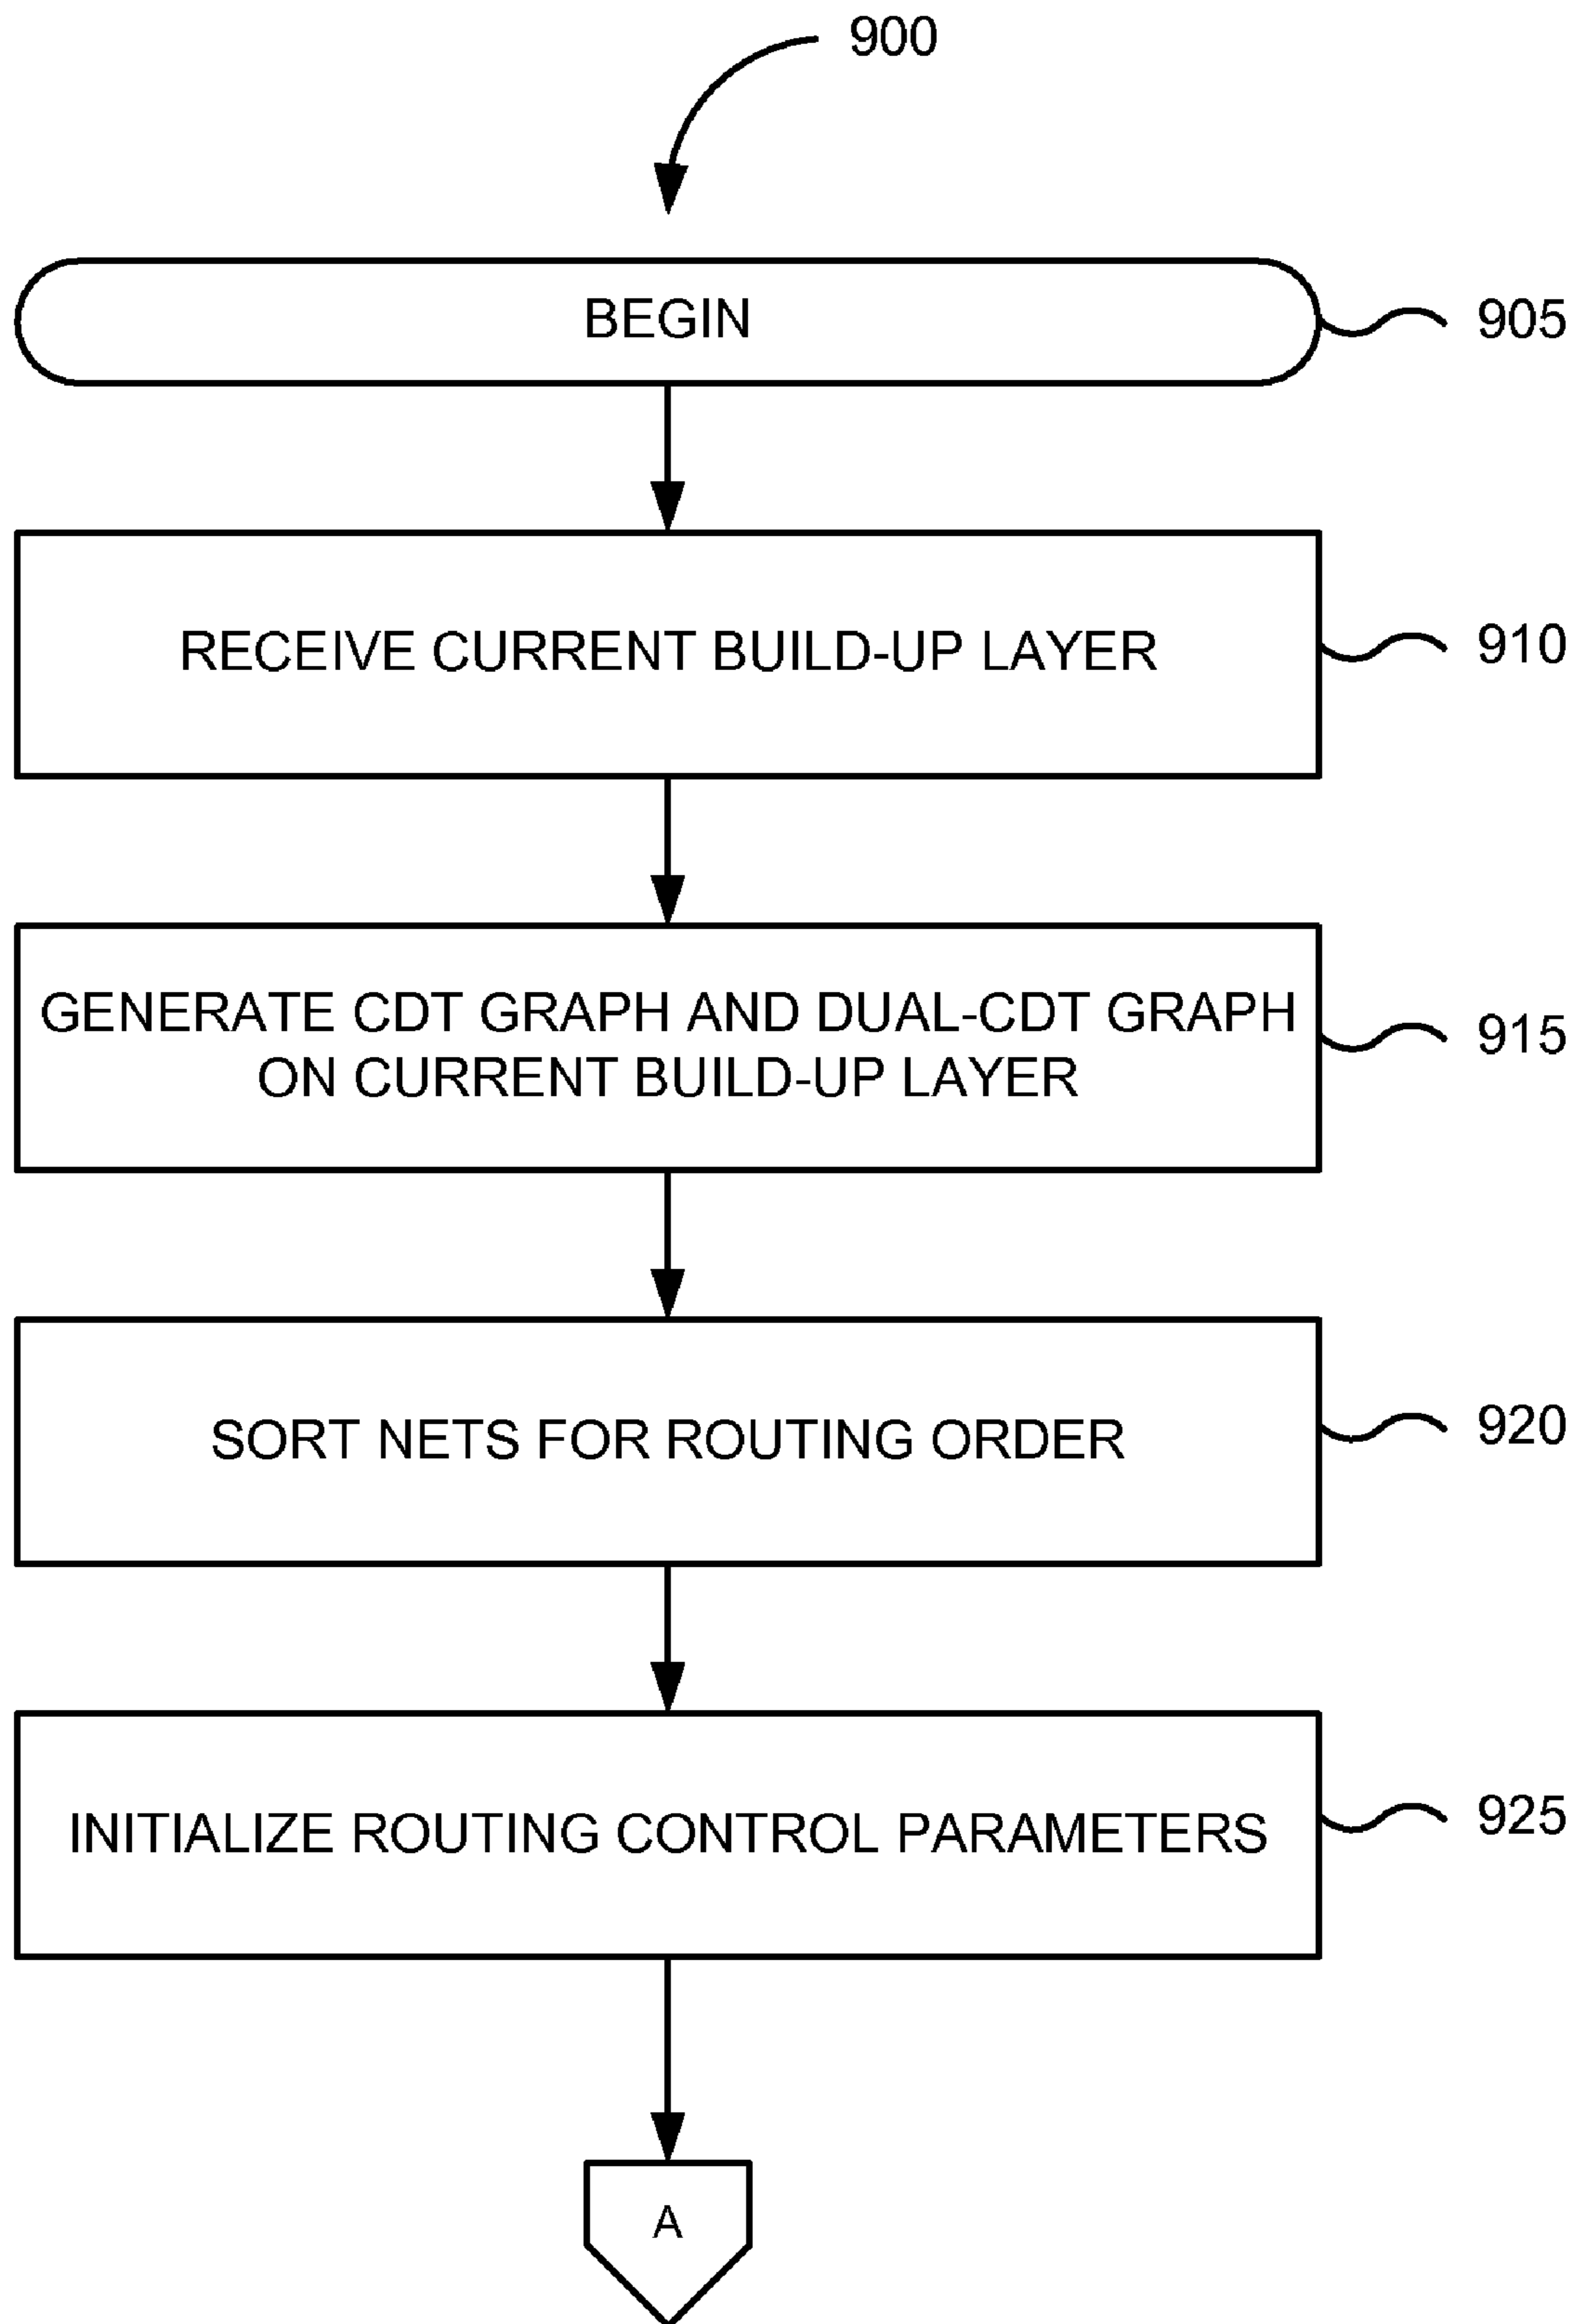 900
BEGIN
905
RECEIVE CURRENT BUILD-UP LAYER
910
GENERATE CDT GRAPH AND DUAL-CDT GRAPH
ON CURRENT BUILD-UP LAYER
915
SORT NETS FOR ROUTING ORDER
920
INITIALIZE ROUTING CONTROL PARAMETERS
925
A